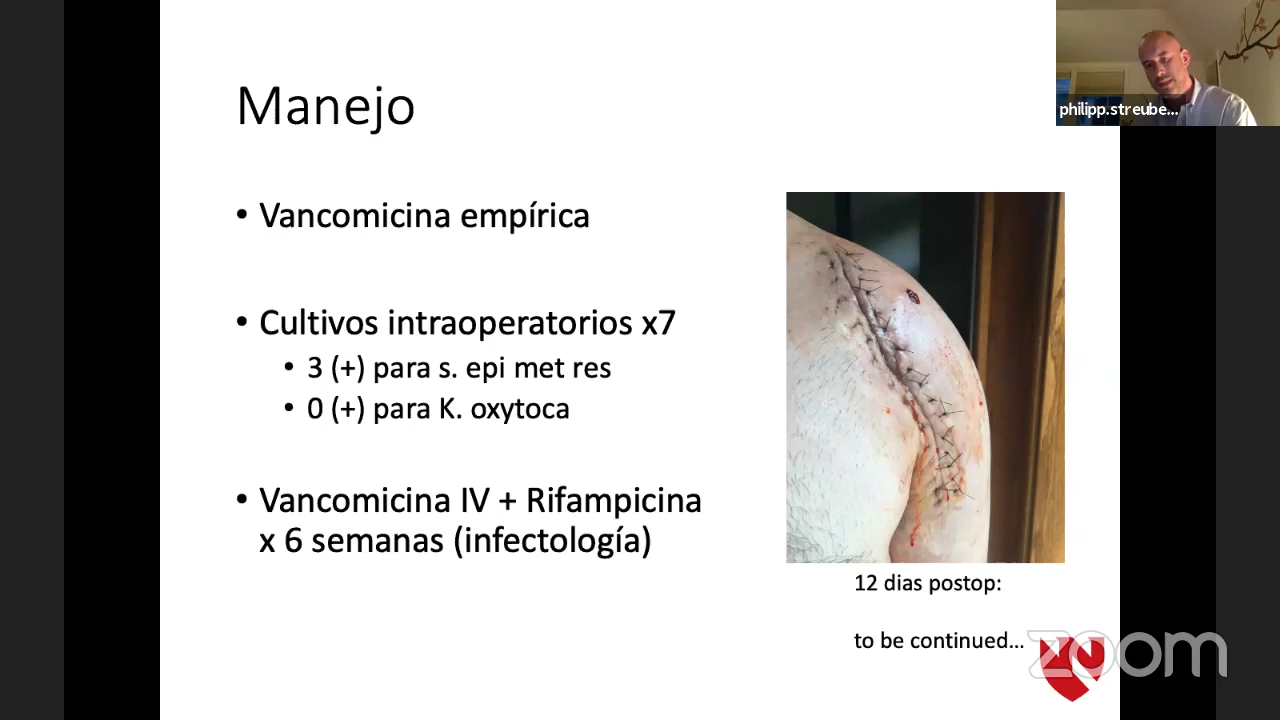 Manejo
philipp.streube...
• Vancomicina empírica
• Cultivos intraoperatorios x7
• 3 (+) para s. epi met res
• 0 (+) para K. oxytoca
• Vancomicina IV + Rifampicina
x 6 semanas (infectología)
12 dias postop:
to be continued...
zoom